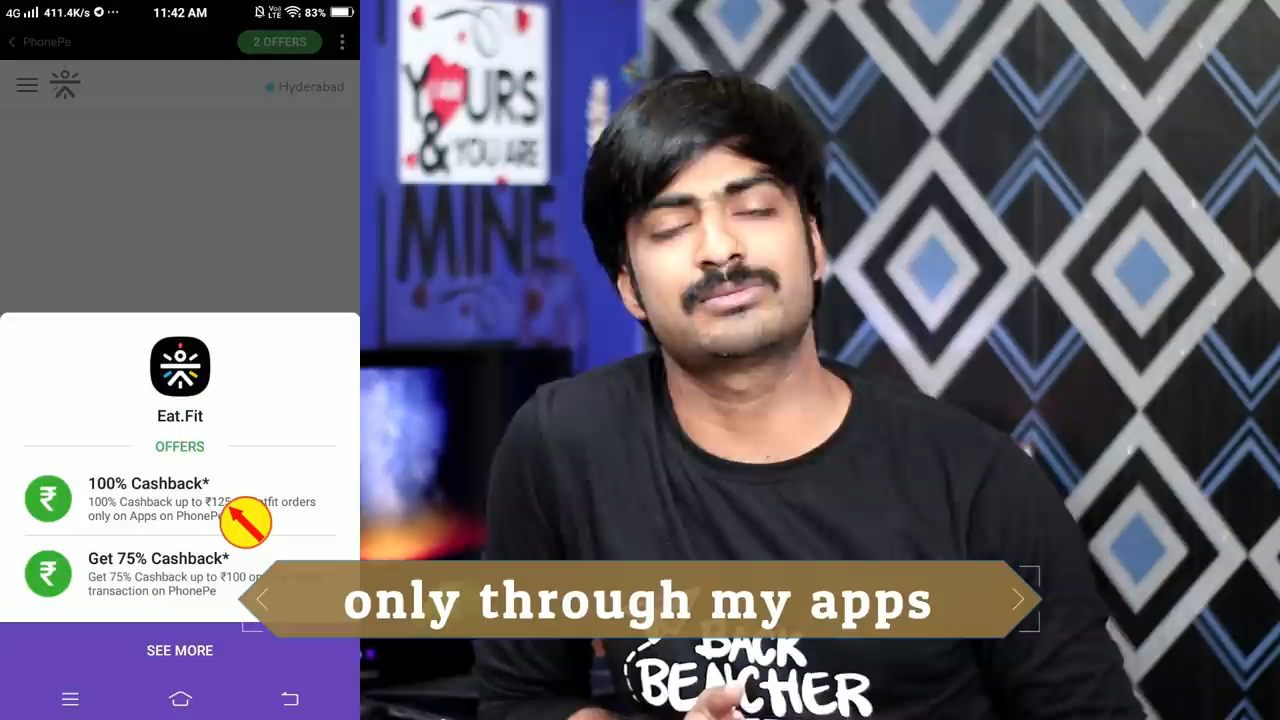 4G 411.4K/s ··· 11:42 AM VoLTE 83%
PhonePe 2 OFFERS
Hyderabad
Eat.Fit
OFFERS
100% Cashback*
100% Cashback up to ₹125 orders
only on Apps on PhonePe
Get 75% Cashback*
Get 75% Cashback up to ₹100
transaction on PhonePe
SEE MORE
YOURS
& YOU ARE
MINE
only through my apps
BACK
BENCHER